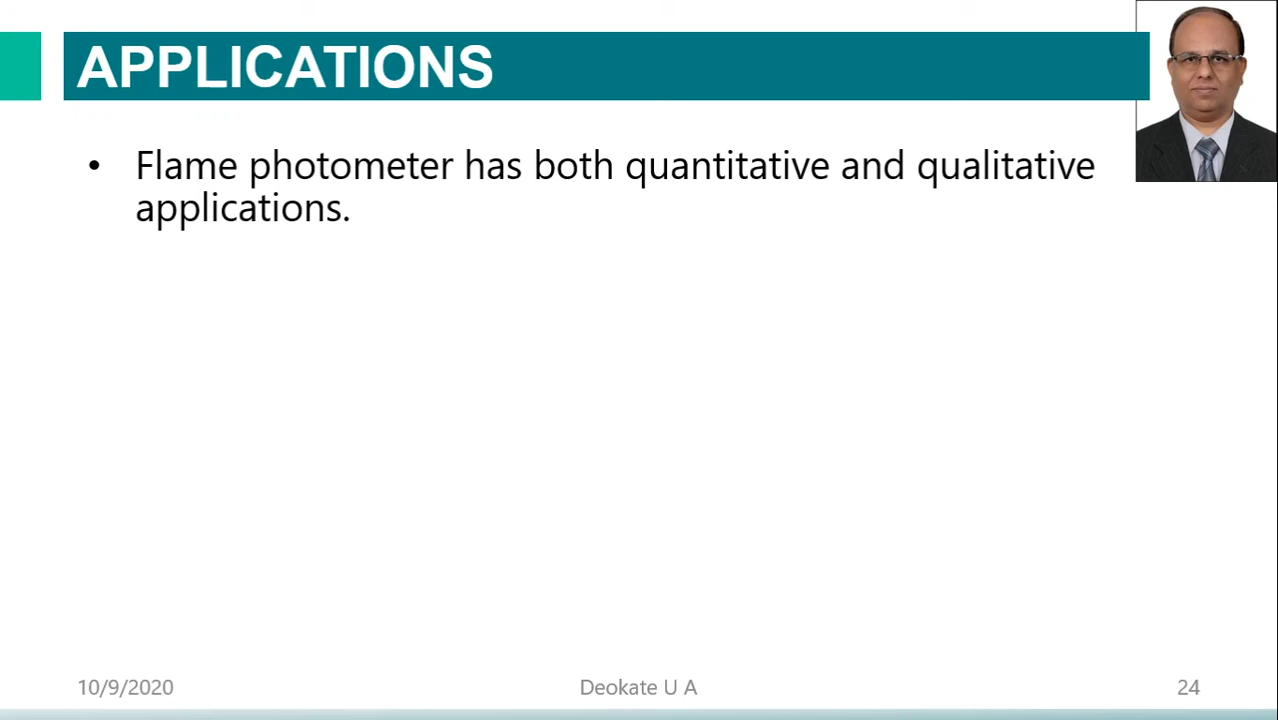 APPLICATIONS
• Flame photometer has both quantitative and qualitative
applications.
10/9/2020
Deokate U A
24